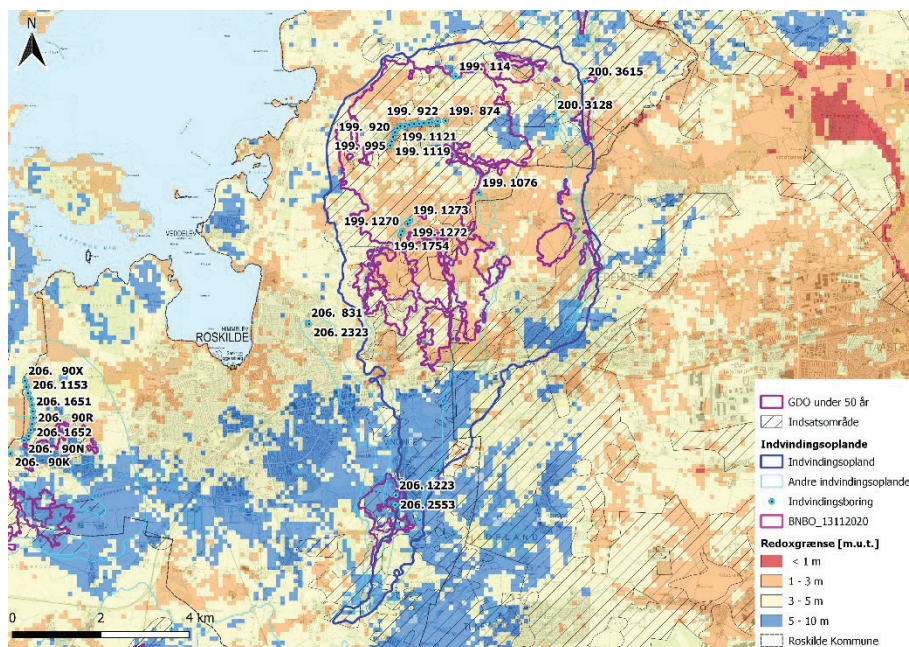 N
199. 114
200. 3615
199. 922
199. 874
200. 3128
199. 920
199. 1121
199. 995
199. 1119
199. 1076
199. 1273
199. 1270
199. 1272
199. 1754
VEDDELEV
HIMMELEV
ROSKILDE
206. 831
206. 2323
206. 90X
206. 1153
206. 1651
206. 90R
206. 1652
206. 90N
206. 90K
206. 1223
206. 2553
0 2 4 km
GDO under 50 år
Indsatsområde
Indvindingsoplande
Indvindingsopland
Andre indvindingsoplande
Indvindingsboring
BNBO_13112020
Redoxgrænse [m.u.t.]
< 1 m
1 - 3 m
3 - 5 m
5 - 10 m
Roskilde Kommune